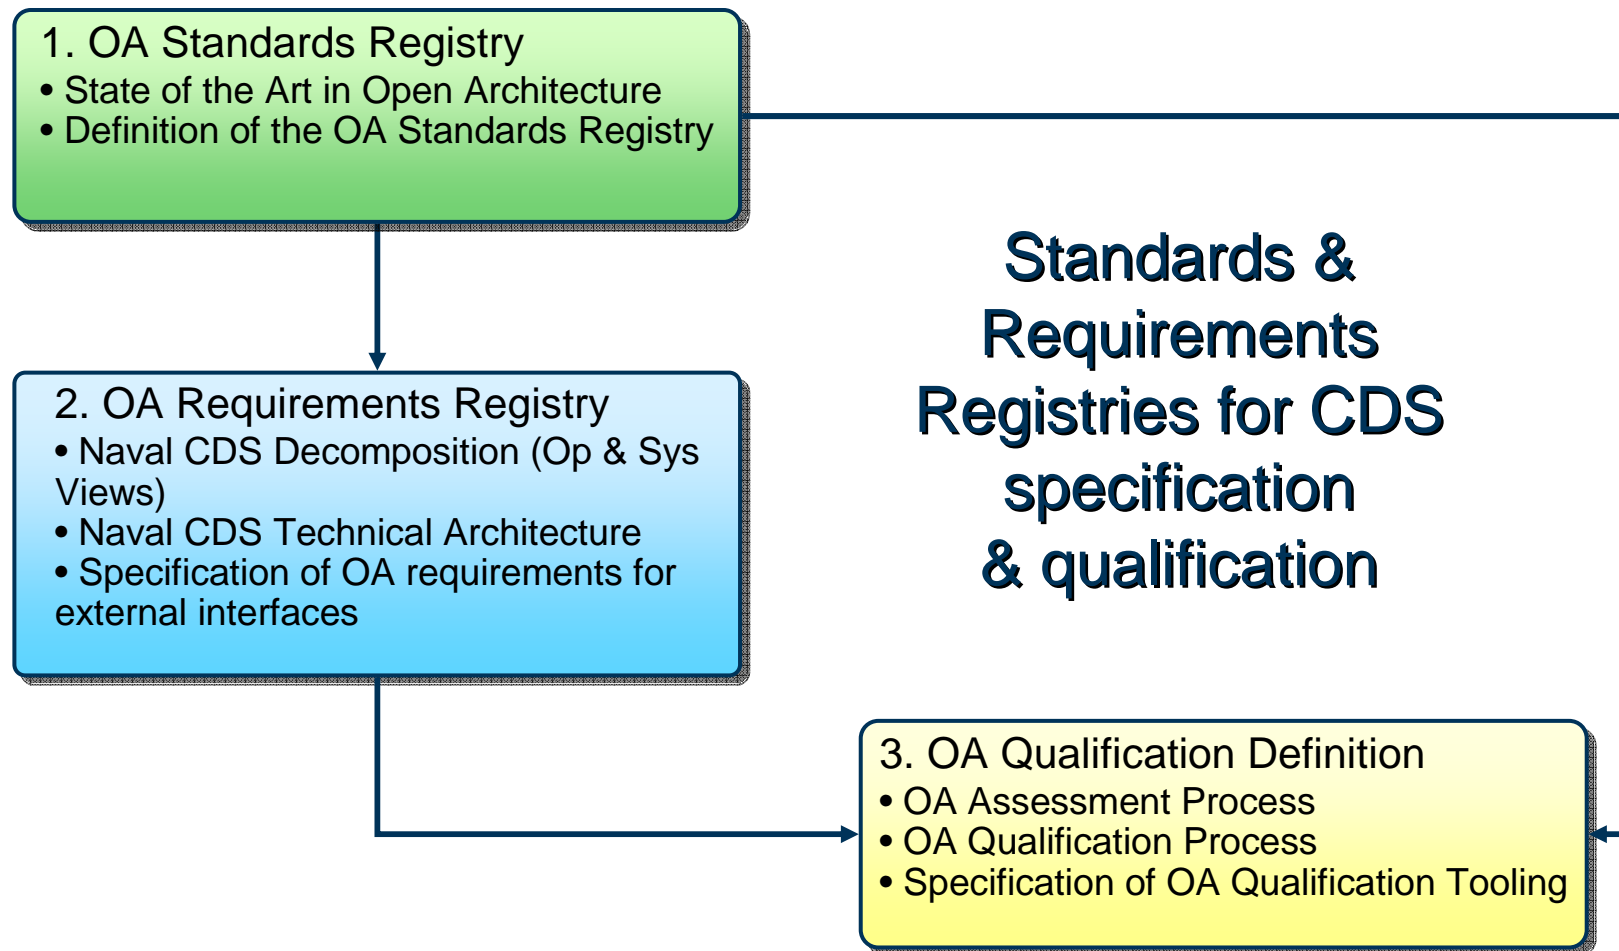 1. OA Standards Registry
• State of the Art in Open Architecture
• Definition of the OA Standards Registry
Standards &
Requirements
Registries for CDS
specification
& qualification
2. OA Requirements Registry
• Naval CDS Decomposition (Op & Sys
Views)
• Naval CDS Technical Architecture
• Specification of OA requirements for
external interfaces
3. OA Qualification Definition
• OA Assessment Process
• OA Qualification Process
• Specification of OA Qualification Tooling